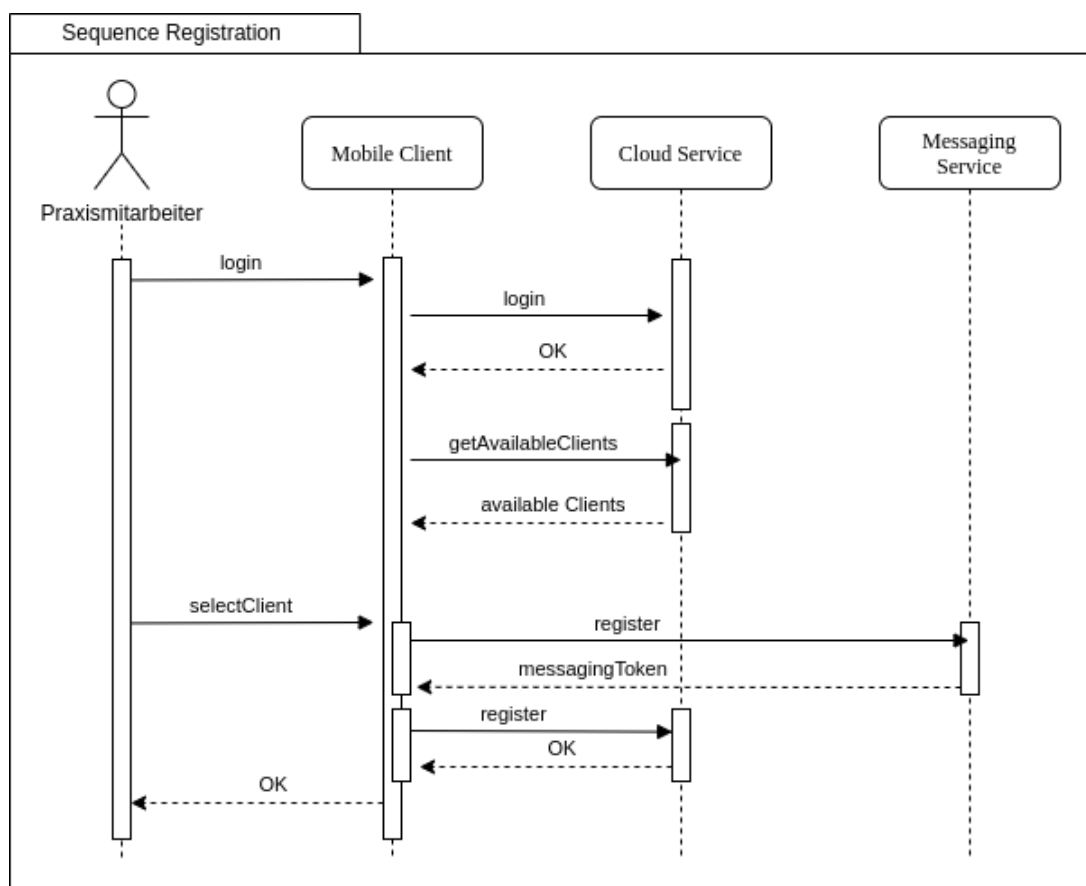 Sequence Registration
Praxismitarbeiter
Mobile Client
Cloud Service
Messaging
Service
login
login
OK
getAvailableClients
available Clients
selectClient
register
messagingToken
register
OK
OK